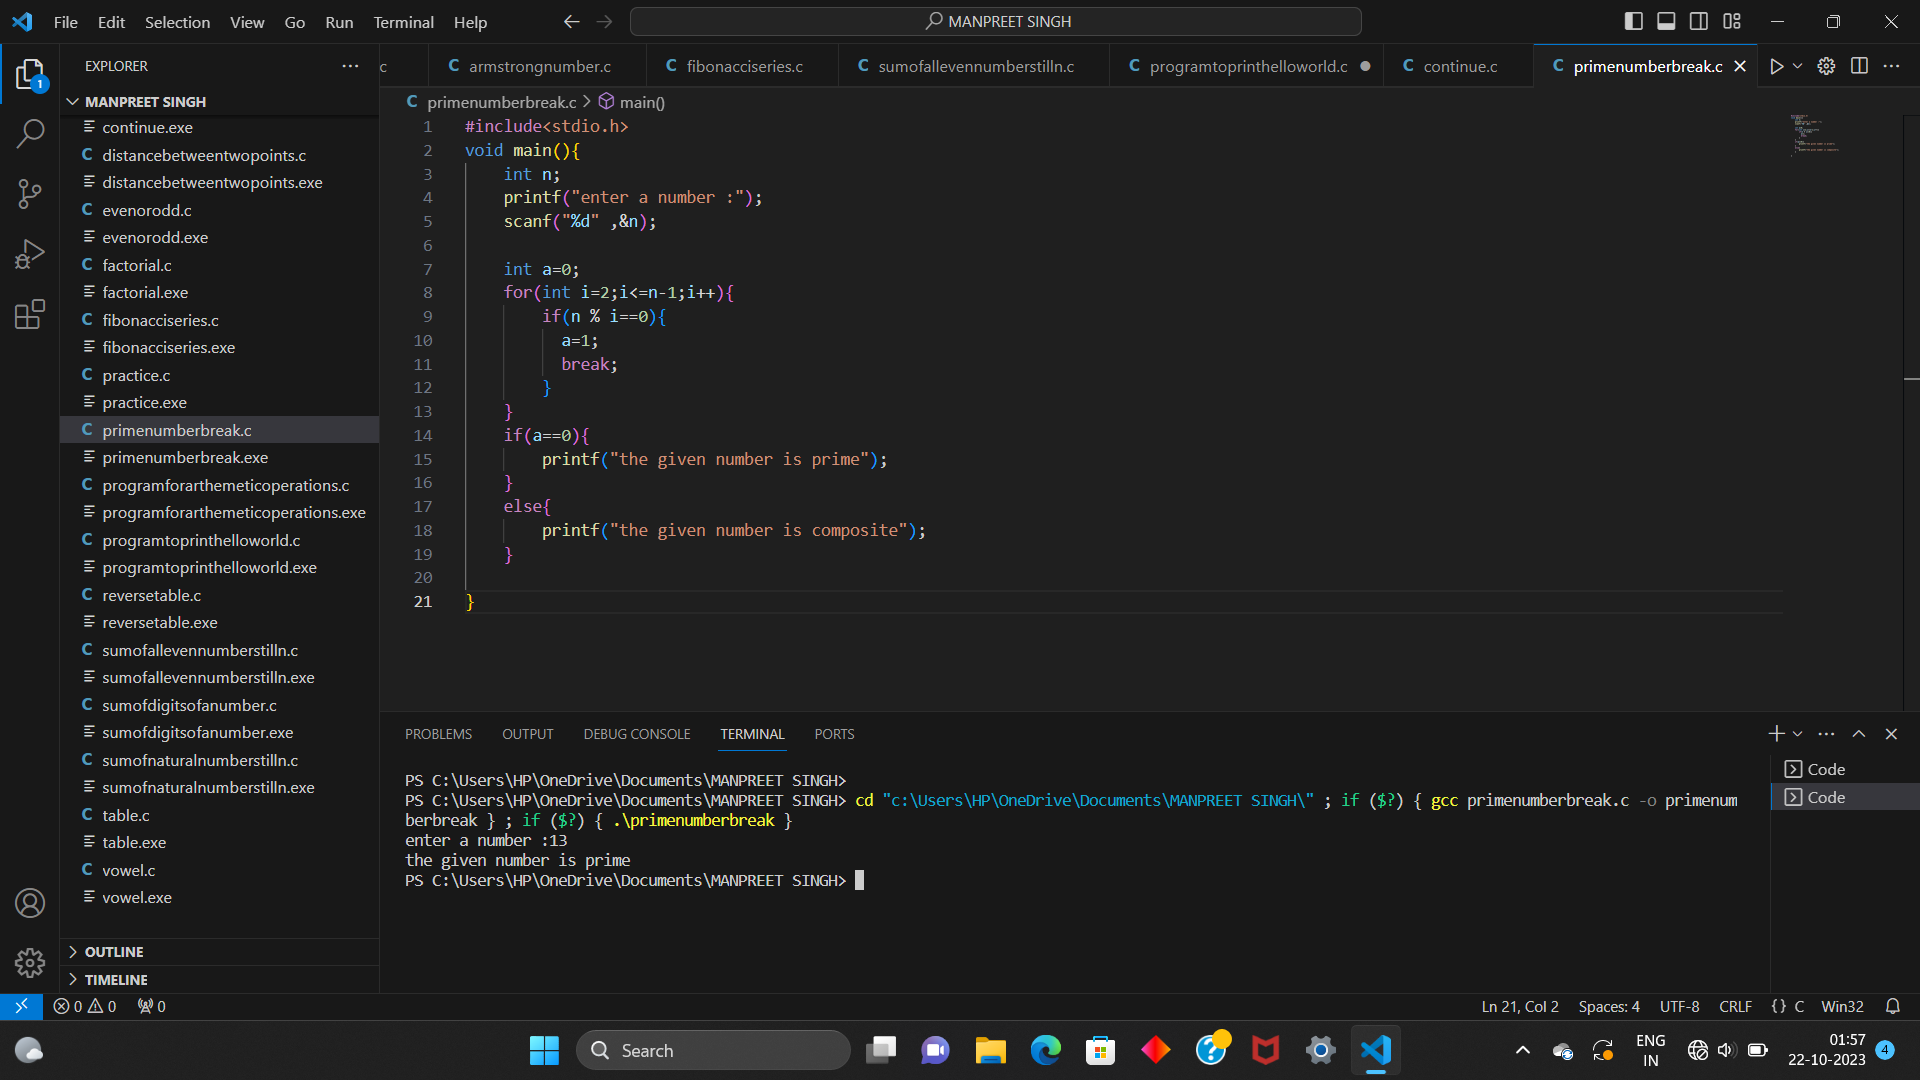 File Edit Selection View Go Run Terminal Help
MANPREET SINGH
EXPLORER
MANPREET SINGH
continue.exe
distancebetweentwopoints.c
distancebetweentwopoints.exe
evenorodd.c
evenorodd.exe
factorial.c
factorial.exe
fibonacciseries.c
fibonacciseries.exe
practice.c
practice.exe
primenumberbreak.c
primenumberbreak.exe
programforarthemeticoperations.c
programforarthemeticoperations.exe
programtoprinthelloworld.c
programtoprinthelloworld.exe
reversetable.c
reversetable.exe
sumofallevennumberstilln.c
sumofallevennumberstilln.exe
sumofdigitsofanumber.c
sumofdigitsofanumber.exe
sumofnaturalnumberstilln.c
sumofnaturalnumberstilln.exe
table.c
table.exe
vowel.c
vowel.exe
OUTLINE
TIMELINE
c C armstrongnumber.c C fibonacciseries.c C sumofallevennumberstilln.c C programtoprinthelloworld.c C continue.c C primenumberbreak.c
C primenumberbreak.c > main()
1 #include<stdio.h>
2 void main(){
3 int n;
4 printf("enter a number :");
5 scanf("%d" ,&n);
6
7 int a=0;
8 for(int i=2;i<=n-1;i++){
9 if(n % i==0){
10 a=1;
11 break;
12 }
13 }
14 if(a==0){
15 printf("the given number is prime");
16 }
17 else{
18 printf("the given number is composite");
19 }
20
21 }
PROBLEMS OUTPUT DEBUG CONSOLE TERMINAL PORTS
PS C:\Users\HP\OneDrive\Documents\MANPREET SINGH>
PS C:\Users\HP\OneDrive\Documents\MANPREET SINGH> cd "c:\Users\HP\OneDrive\Documents\MANPREET SINGH\" ; if ($?) { gcc primenumberbreak.c -o primenum
berbreak } ; if ($?) { .\primenumberbreak }
enter a number :13
the given number is prime
PS C:\Users\HP\OneDrive\Documents\MANPREET SINGH>
Code
Code
0 0 0
Ln 21, Col 2 Spaces: 4 UTF-8 CRLF {} C Win32
Search
ENG
IN
01:57
22-10-2023
4
1